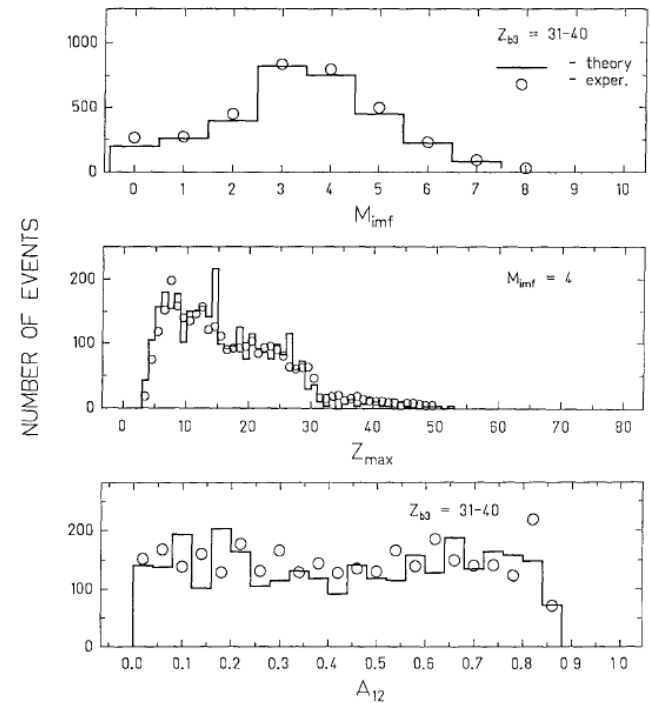 NUMBER OF EVENTS
1000
500
0
Z_b3 = 31-40
- theory
- exper.
0 1 2 3 4 5 6 7 8 9 10
M_imf
200
100
0
M_imf = 4
0 10 20 30 40 50 60 70 80
Z_max
200
100
0
Z_b3 = 31-40
0.0 0.1 0.2 0.3 0.4 0.5 0.6 0.7 0.8 0 9 1 0
A_12